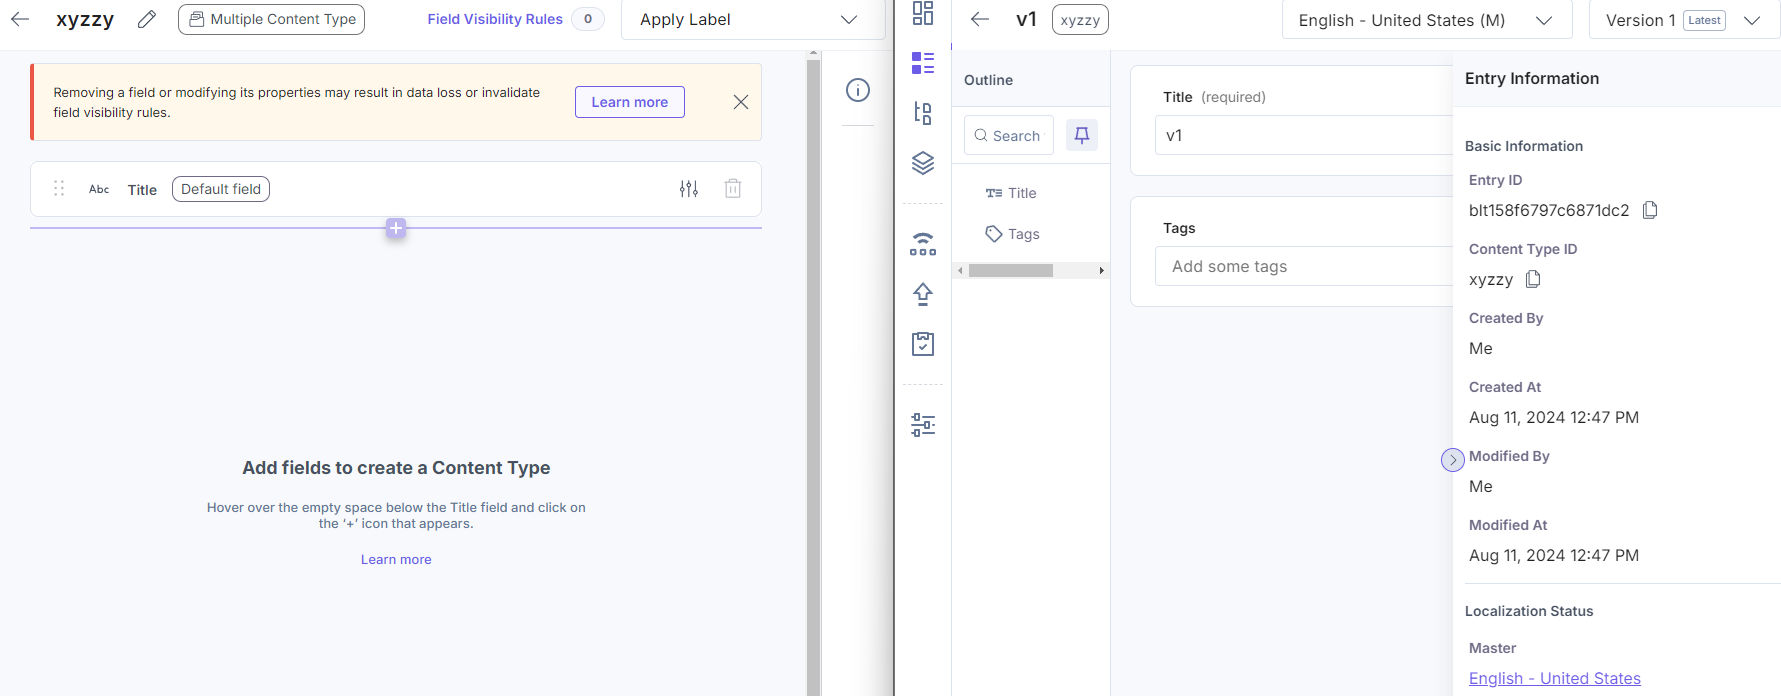 xyzzy
Multiple Content Type
Field Visibility Rules
0
Apply Label
Removing a field or modifying its properties may result in data loss or invalidate
field visibility rules.
Learn more
Abc
Title
Default field
Add fields to create a Content Type
Hover over the empty space below the Title field and click on
the ‘+’ icon that appears.
Learn more
v1
xyzzy
English - United States (M)
Version 1
Latest
Outline
Search
Title
Tags
Title (required)
v1
Tags
Add some tags
Entry Information
Basic Information
Entry ID
blt158f6797c6871dc2
Content Type ID
xyzzy
Created By
Me
Created At
Aug 11, 2024 12:47 PM
Modified By
Me
Modified At
Aug 11, 2024 12:47 PM
Localization Status
Master
English - United States